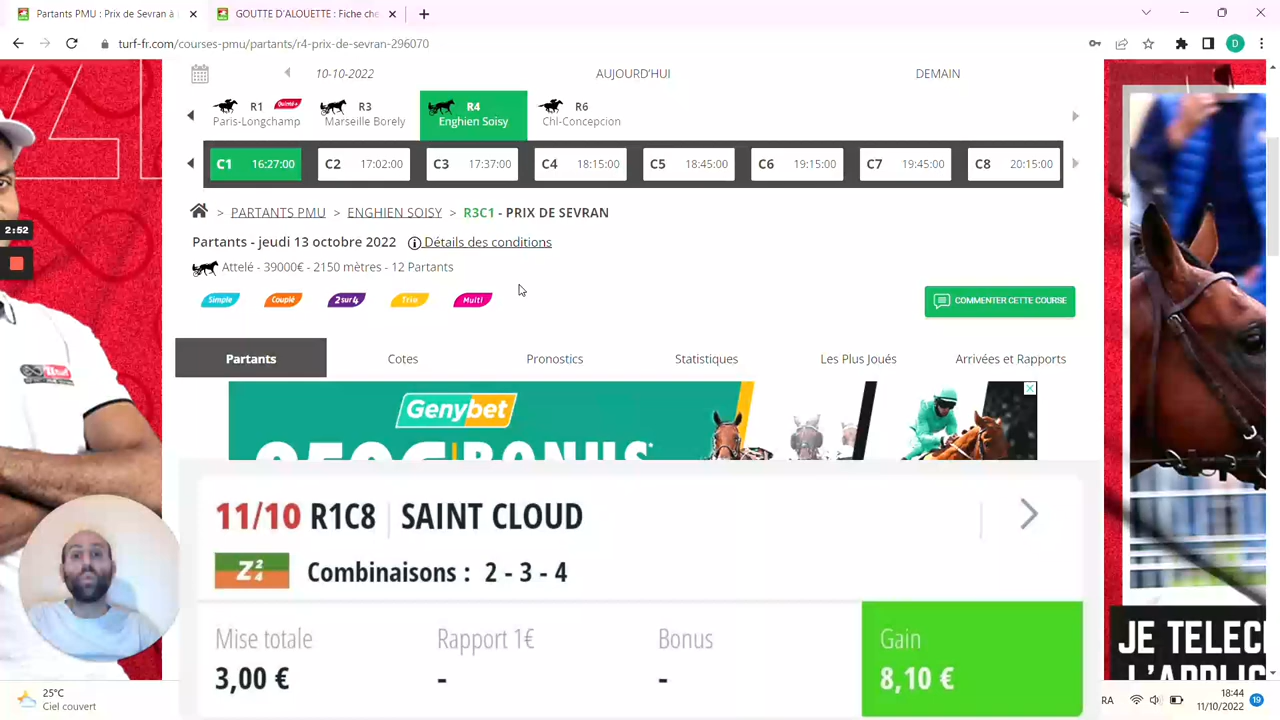 Partants PMU : Prix de Sevran à
GOUTTE D'ALOUETTE : Fiche che
turf-fr.com/courses-pmu/partants/r4-prix-de-sevran-296070
D
10-10-2022
AUJOURD'HUI
DEMAIN
R1
Quinté+
Paris-Longchamp
R3
Marseille Borely
R4
Enghien Soisy
R6
Chl-Concepcion
C1 16:27:00
C2 17:02:00
C3 17:37:00
C4 18:15:00
C5 18:45:00
C6 19:15:00
C7 19:45:00
C8 20:15:00
> PARTANTS PMU > ENGHIEN SOISY > R3C1 - PRIX DE SEVRAN
2:52
Partants - jeudi 13 octobre 2022 Détails des conditions
Attelé - 39000€ - 2150 mètres - 12 Partants
Simple
Couplé
2sur4
Trio
Multi
COMMENTER CETTE COURSE
Partants
Cotes
Pronostics
Statistiques
Les Plus Joués
Arrivées et Rapports
Genybet
11/10 R1C8 SAINT CLOUD
Z 2/4
Combinaisons : 2 - 3 - 4
Mise totale
Rapport 1€
Bonus
Gain
3,00 €
-
-
8,10 €
JE TELEC
L'APPLIC
25°C
Ciel couvert
RA
18:44
11/10/2022
19